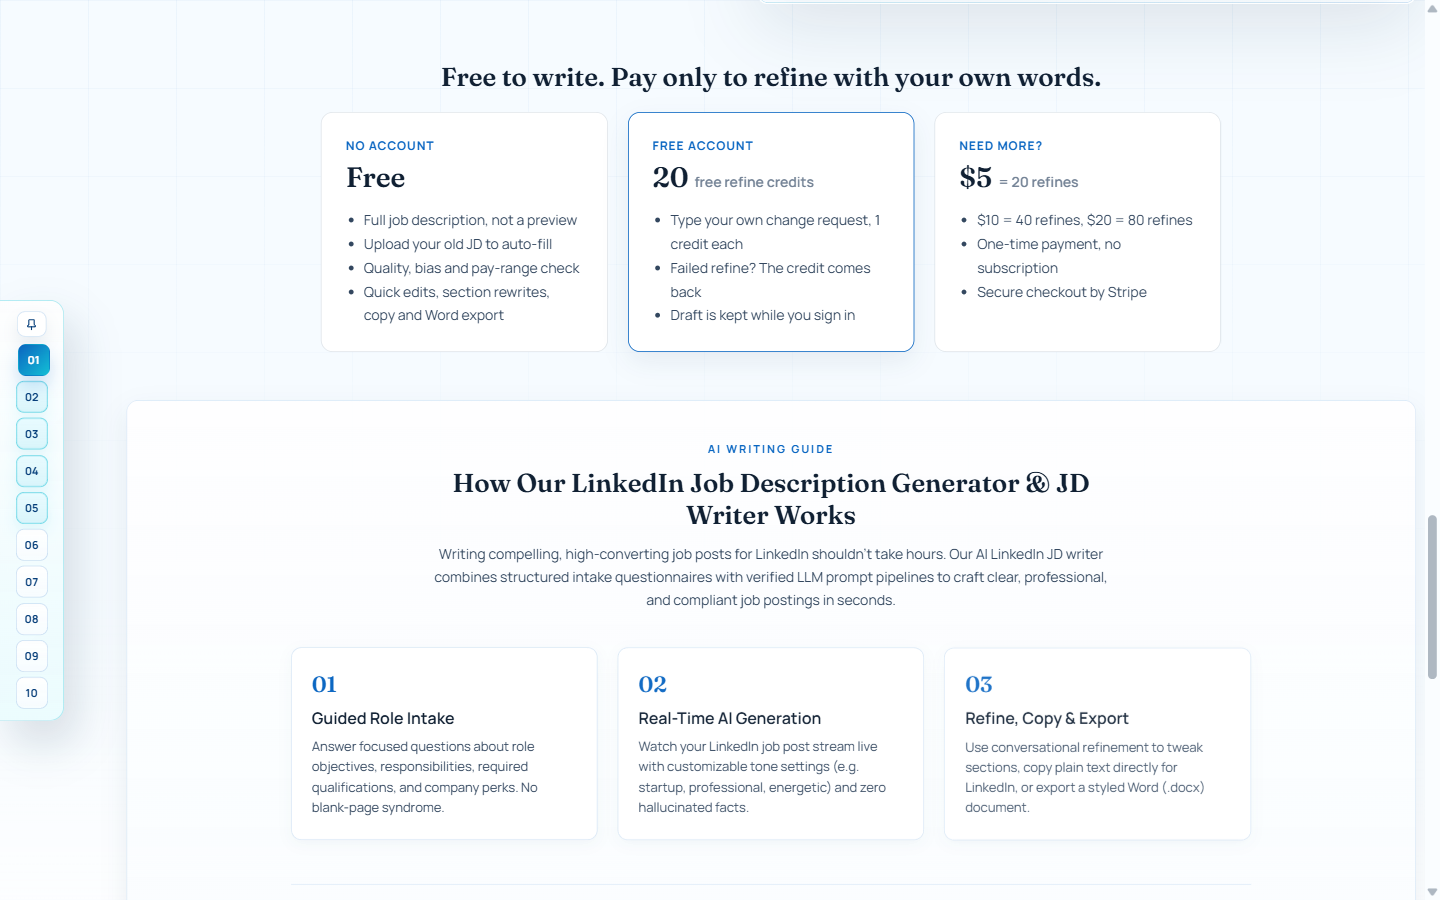 Free to write. Pay only to refine with your own words.
NO ACCOUNT
Free
• Full job description, not a preview
• Upload your old JD to auto-fill
• Quality, bias and pay-range check
• Quick edits, section rewrites,
copy and Word export
FREE ACCOUNT
20 free refine credits
• Type your own change request, 1
credit each
• Failed refine? The credit comes
back
• Draft is kept while you sign in
NEED MORE?
$5 = 20 refines
• $10 = 40 refines, $20 = 80 refines
• One-time payment, no
subscription
• Secure checkout by Stripe
01
02
03
04
05
06
07
08
09
10
AI WRITING GUIDE
How Our LinkedIn Job Description Generator & JD
Writer Works
Writing compelling, high-converting job posts for LinkedIn shouldn't take hours. Our AI LinkedIn JD writer
combines structured intake questionnaires with verified LLM prompt pipelines to craft clear, professional,
and compliant job postings in seconds.
01
Guided Role Intake
Answer focused questions about role
objectives, responsibilities, required
qualifications, and company perks. No
blank-page syndrome.
02
Real-Time AI Generation
Watch your LinkedIn job post stream live
with customizable tone settings (e.g.
startup, professional, energetic) and zero
hallucinated facts.
03
Refine, Copy & Export
Use conversational refinement to tweak
sections, copy plain text directly for
LinkedIn, or export a styled Word (.docx)
document.